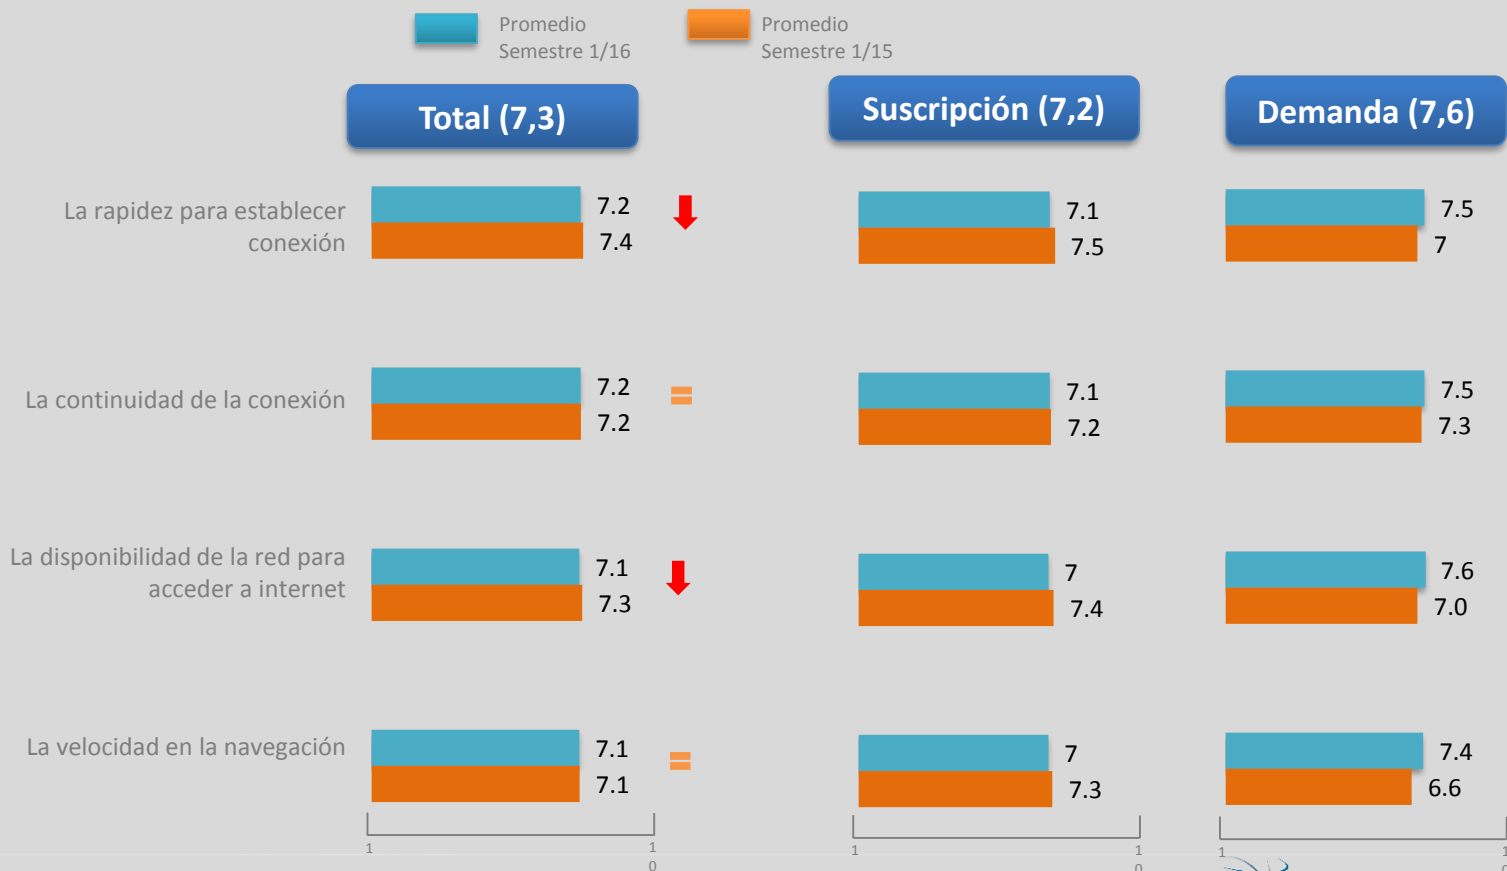 Promedio
Semestre 1/16
Promedio
Semestre 1/15
Total (7,3)
Suscripción (7,2)
Demanda (7,6)
La rapidez para establecer
conexión
7.2
7.4
7.1
7.5
7.5
7
La continuidad de la conexión
7.2
7.2
7.1
7.2
7.5
7.3
La disponibilidad de la red para
acceder a internet
7.1
7.3
7
7.4
7.6
7.0
La velocidad en la navegación
7.1
7.1
7
7.3
7.4
6.6
1
1
0
1
1
0
1
1
0